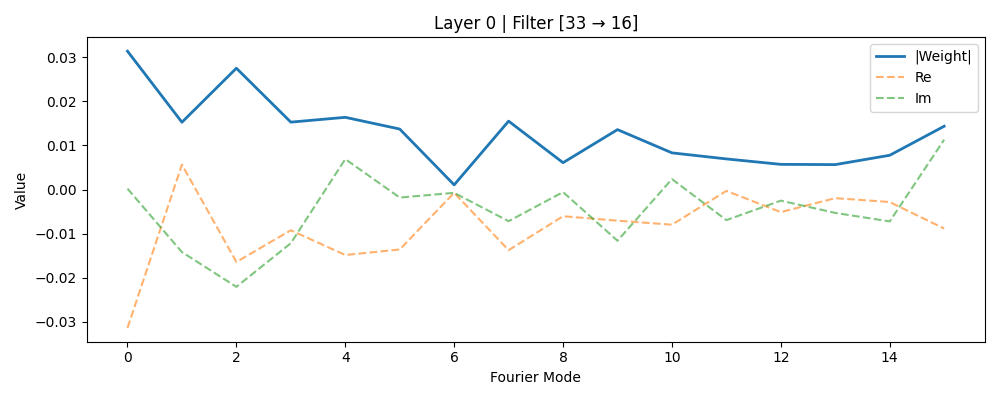 Layer 0 | Filter [33 → 16]
|Weight|
Re
Im
Value
0.03
0.02
0.01
0.00
−0.01
−0.02
−0.03
0 2 4 6 8 10 12 14
Fourier Mode